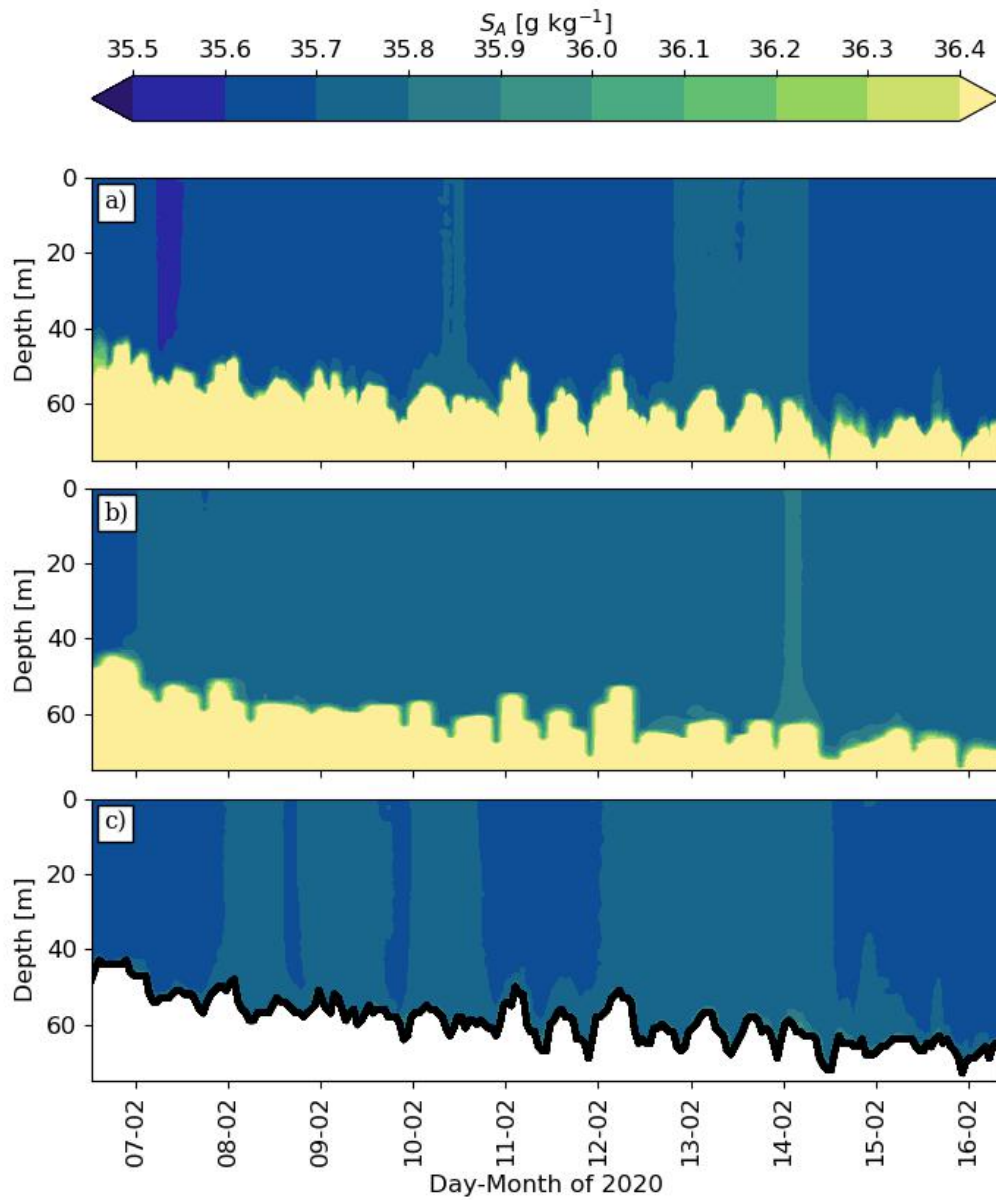 S_A [g kg⁻¹]
35.5 35.6 35.7 35.8 35.9 36.0 36.1 36.2 36.3 36.4
a)
0
20
40
60
Depth [m]
b)
0
20
40
60
Depth [m]
c)
0
20
40
60
Depth [m]
07-02 08-02 09-02 10-02 11-02 12-02 13-02 14-02 15-02 16-02
Day-Month of 2020